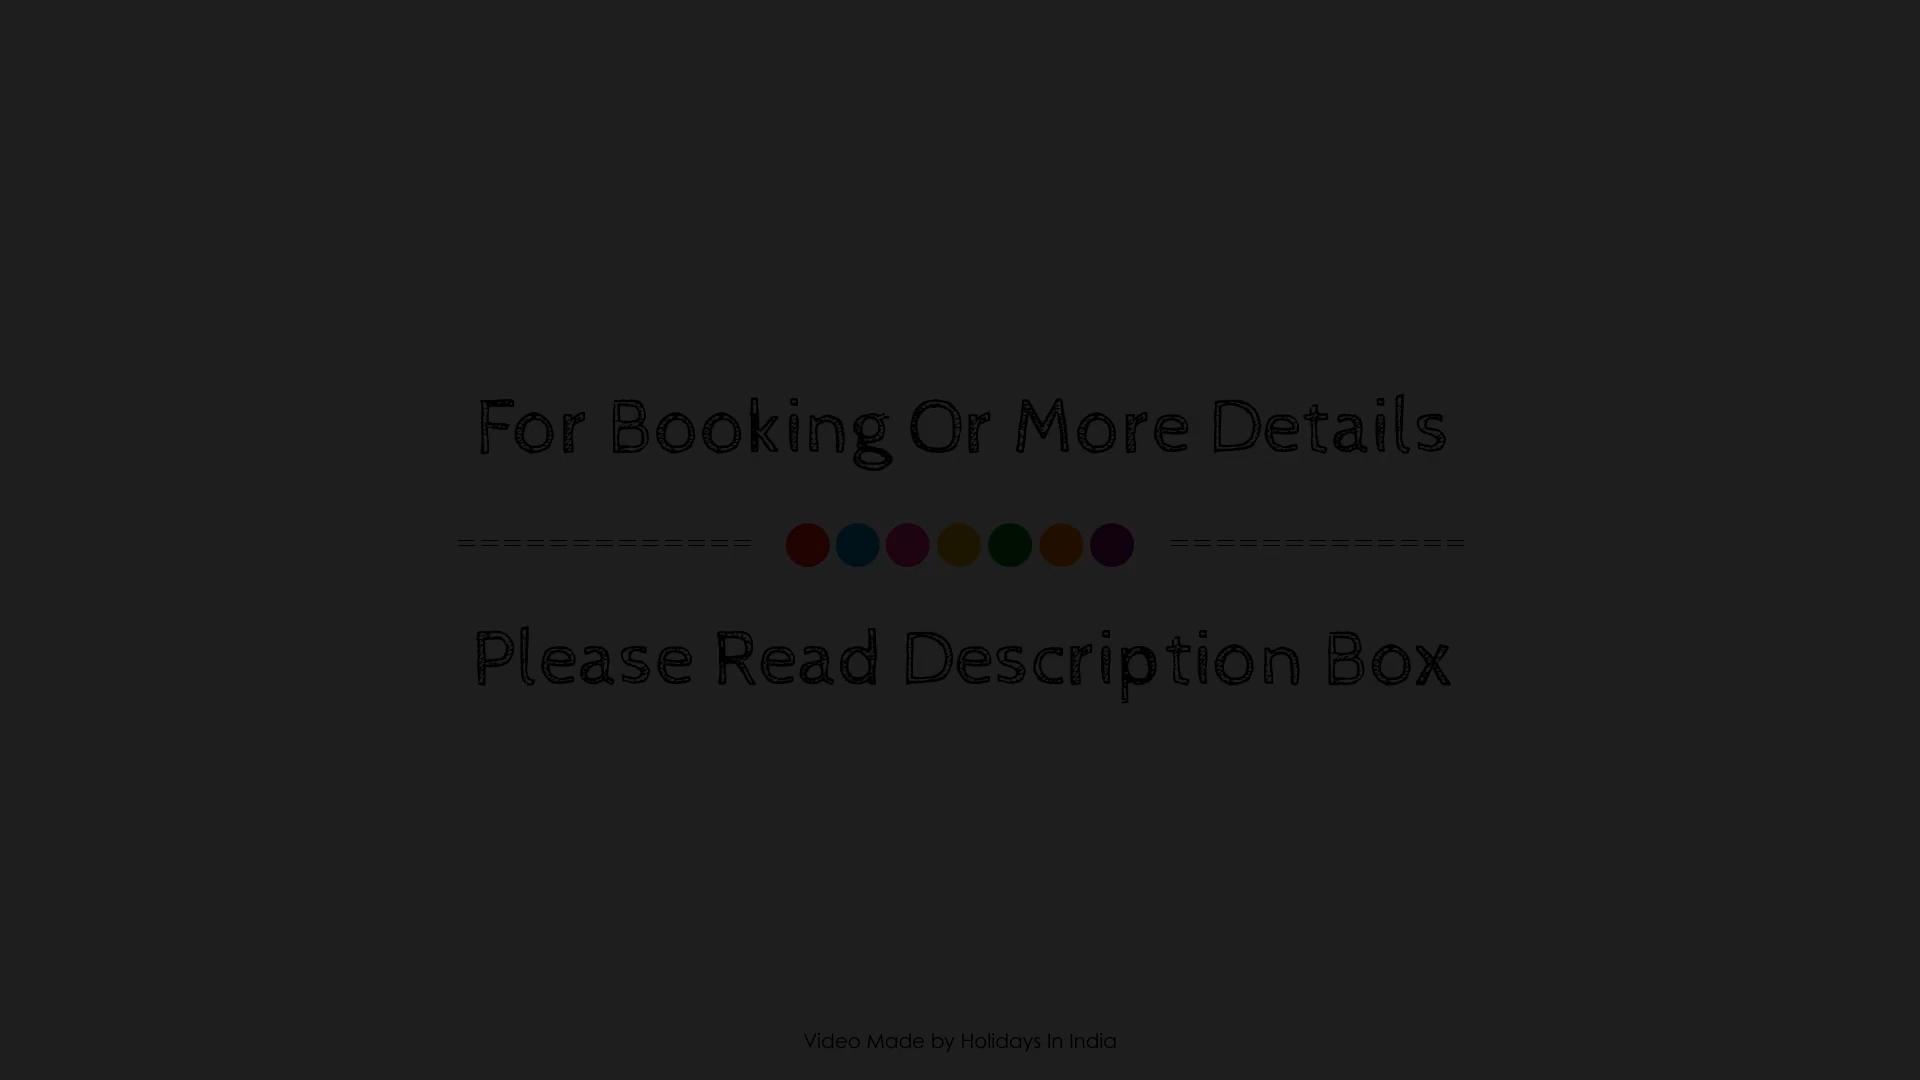 For Booking Or More Details
============= =============
Please Read Description Box
Video Made by Holidays In India